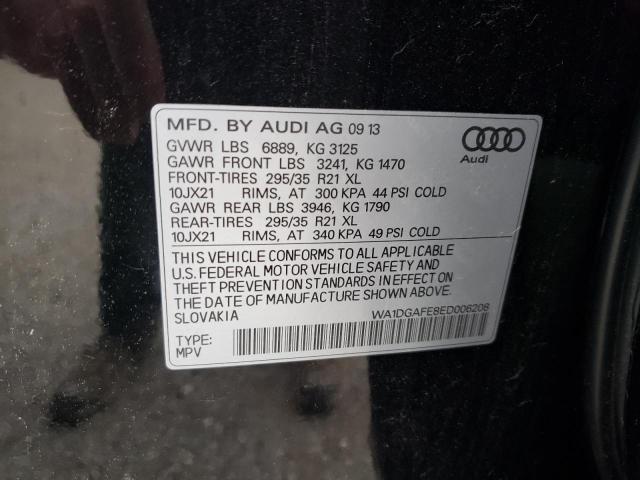 MFD. BY AUDI AG 09 13
GVWR LBS 6889, KG 3125
GAWR FRONT LBS 3241, KG 1470
FRONT-TIRES 295/35 R21 XL
10JX21 RIMS, AT 300 KPA 44 PSI COLD
GAWR REAR LBS 3946, KG 1790
REAR-TIRES 295/35 R21 XL
10JX21 RIMS, AT 340 KPA 49 PSI COLD
Audi
THIS VEHICLE CONFORMS TO ALL APPLICABLE
U.S. FEDERAL MOTOR VEHICLE SAFETY AND
THEFT PREVENTION STANDARDS IN EFFECT ON
THE DATE OF MANUFACTURE SHOWN ABOVE.
SLOVAKIA WA1DGAFE8ED006208
TYPE:
MPV